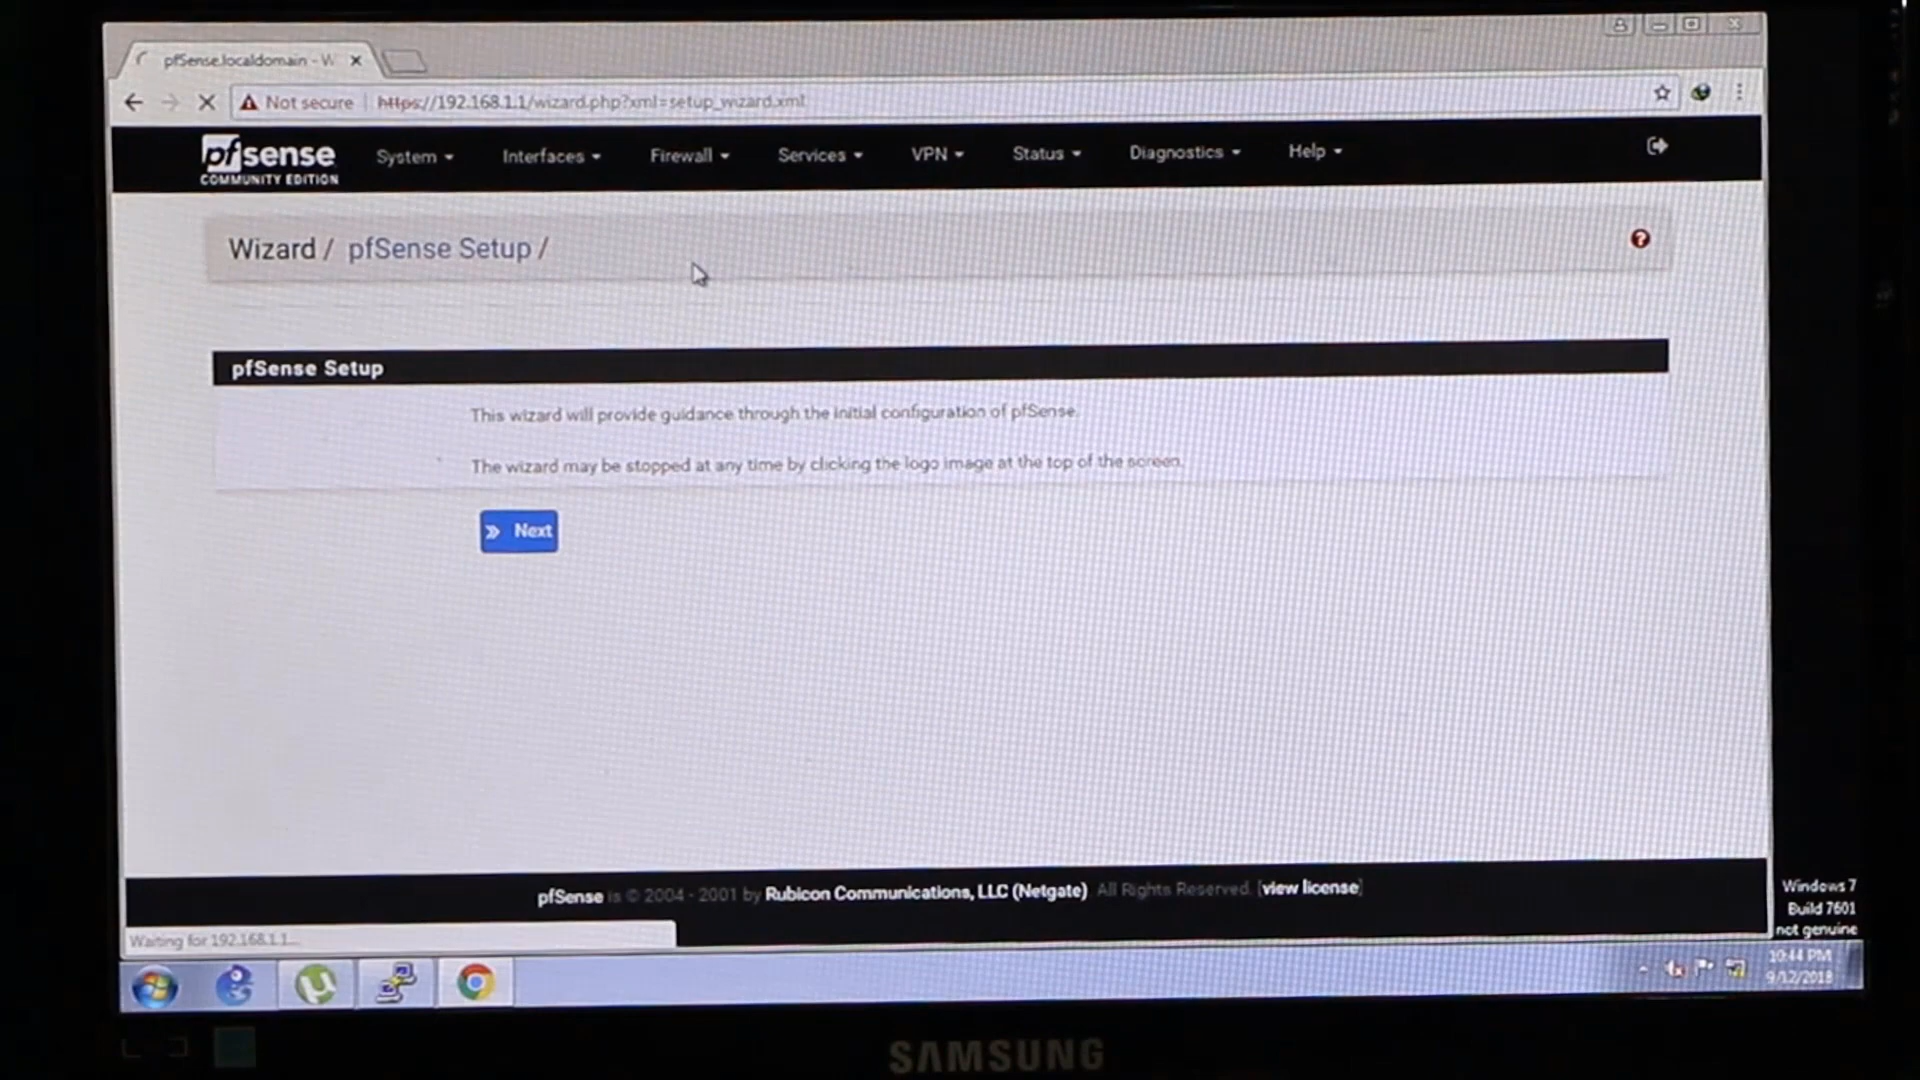 pfSense.localdomain - W
Not secure https://192.168.1.1/wizard.php?xml=setup_wizard.xml
pfsense
COMMUNITY EDITION
System Interfaces Firewall Services VPN Status Diagnostics Help
Wizard / pfSense Setup /
pfSense Setup
This wizard will provide guidance through the initial configuration of pfSense.
The wizard may be stopped at any time by clicking the logo image at the top of the screen.
Next
pfSense is © 2004 - 2001 by Rubicon Communications, LLC (Netgate) All Rights Reserved. [view license]
Waiting for 192.168.1.1...
Windows 7
Build 7601
not genuine
10:44 PM
9/12/2018
SAMSUNG